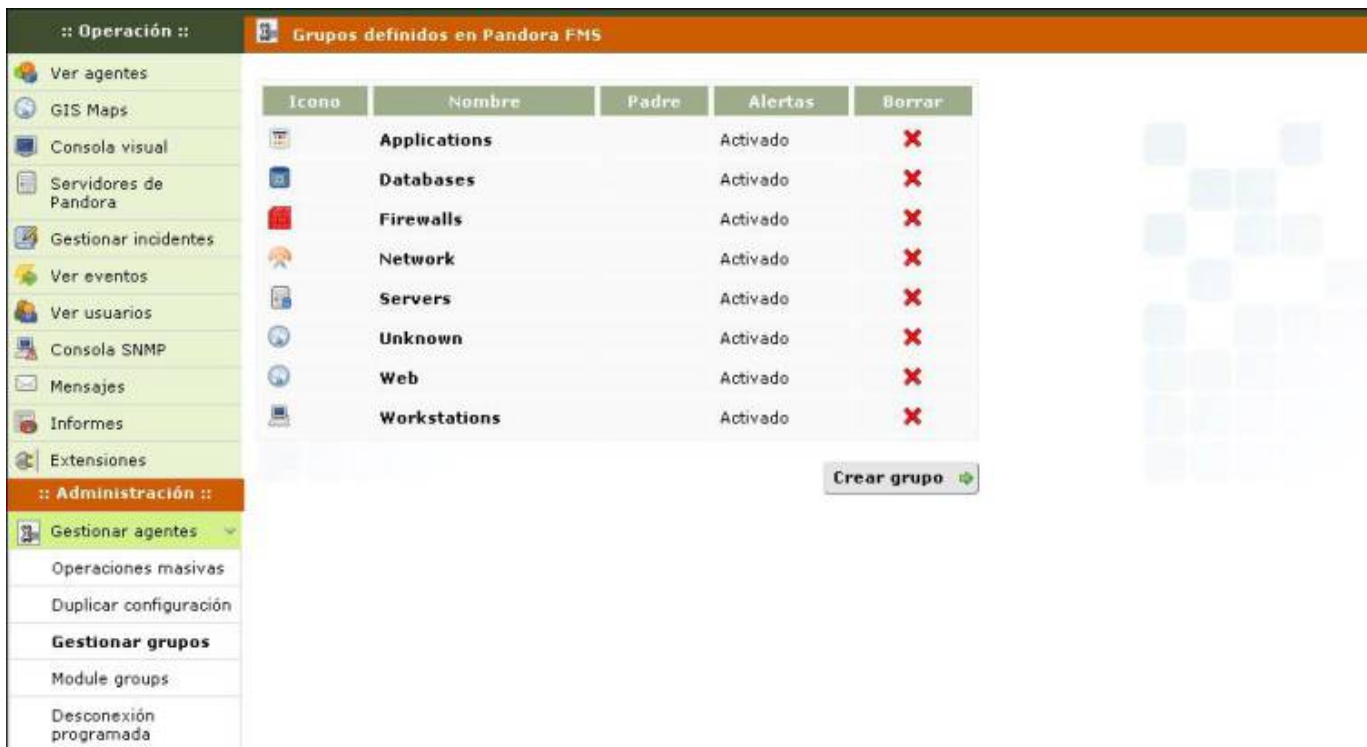 :: Operación ::
Ver agentes
GIS Maps
Consola visual
Servidores de
Pandora
Gestionar incidentes
Ver eventos
Ver usuarios
Consola SNMP
Mensajes
Informes
Extensiones
:: Administración ::
Gestionar agentes
Operaciones masivas
Duplicar configuración
Gestionar grupos
Module groups
Desconexión
programada
Grupos definidos en Pandora FMS
Icono Nombre Padre Alertas Borrar
Applications Activado
Databases Activado
Firewalls Activado
Network Activado
Servers Activado
Unknown Activado
Web Activado
Workstations Activado
Crear grupo